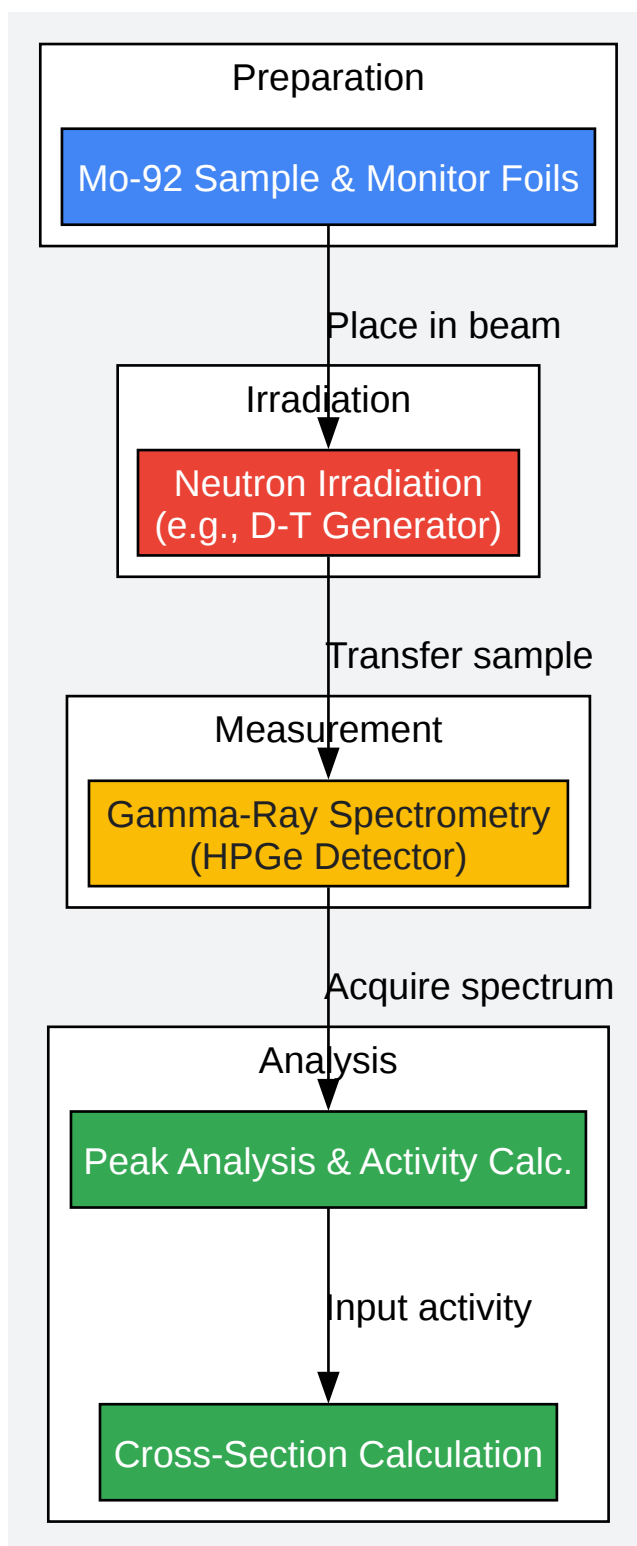 Preparation
Mo-92 Sample & Monitor Foils
Place in beam
Irradiation
Neutron Irradiation
(e.g., D-T Generator)
Transfer sample
Measurement
Gamma-Ray Spectrometry
(HPGe Detector)
Acquire spectrum
Analysis
Peak Analysis & Activity Calc.
Input activity
Cross-Section Calculation